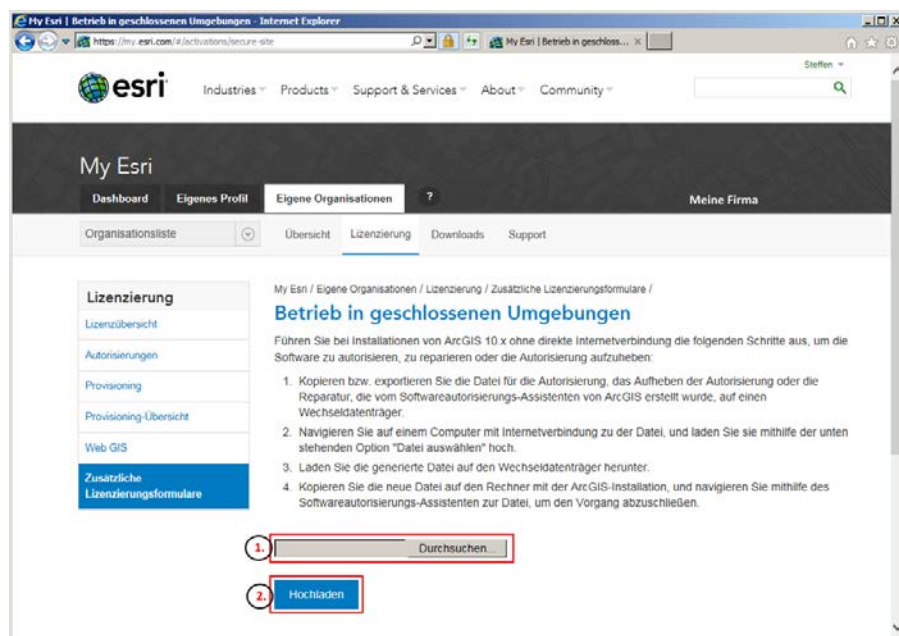 My Esri | Betrieb in geschlossenen Umgebungen - Internet Explorer
https://my.esri.com/#/activations/secure-site
My Esri | Betrieb in geschloss...
Steffen
esri
Industries Products Support & Services About Community
My Esri
Dashboard Eigenes Profil Eigene Organisationen ? Meine Firma
Organisationsliste Übersicht Lizenzierung Downloads Support
Lizenzierung
Lizenzübersicht
Autorisierungen
Provisioning
Provisioning-Übersicht
Web GIS
Zusätzliche
Lizenzierungsformulare
My Esri / Eigene Organisationen / Lizenzierung / Zusätzliche Lizenzierungsformulare /
Betrieb in geschlossenen Umgebungen
Führen Sie bei Installationen von ArcGIS 10.x ohne direkte Internetverbindung die folgenden Schritte aus, um die
Software zu autorisieren, zu reparieren oder die Autorisierung aufzuheben:
1. Kopieren bzw. exportieren Sie die Datei für die Autorisierung, das Aufheben der Autorisierung oder die
Reparatur, die vom Softwareautorisierungs-Assistenten von ArcGIS erstellt wurde, auf einen
Wechseldatenträger.
2. Navigieren Sie auf einem Computer mit Internetverbindung zu der Datei, und laden Sie sie mithilfe der unten
stehenden Option "Datei auswählen" hoch.
3. Laden Sie die generierte Datei auf den Wechseldatenträger herunter.
4. Kopieren Sie die neue Datei auf den Rechner mit der ArcGIS-Installation, und navigieren Sie mithilfe des
Softwareautorisierungs-Assistenten zur Datei, um den Vorgang abzuschließen.
1. Durchsuchen...
2. Hochladen